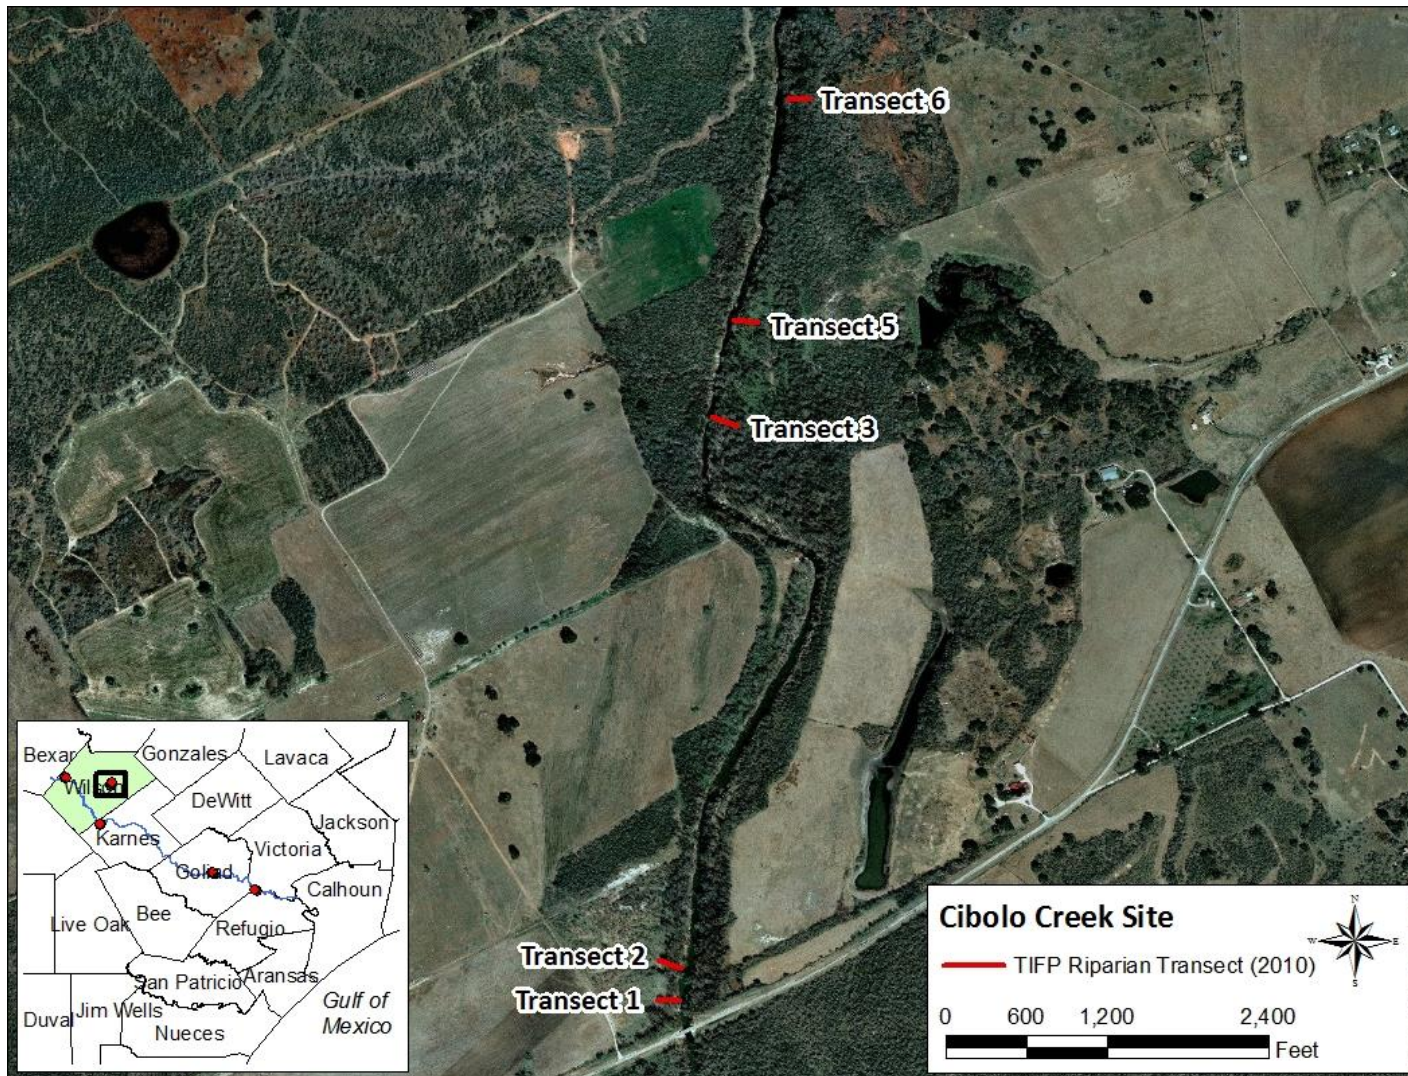 Transect 6
Transect 5
Transect 3
Transect 2
Transect 1
Bexar
Gonzales
Lavaca
Wilson
DeWitt
Jackson
Karnes
Victoria
Goliad
Calhoun
Live Oak
Bee
Refugio
San Patricio
Aransas
Duval
Jim Wells
Nueces
Gulf of
Mexico
Cibolo Creek Site
N
W
E
S
TIFP Riparian Transect (2010)
0 600 1,200 2,400
Feet